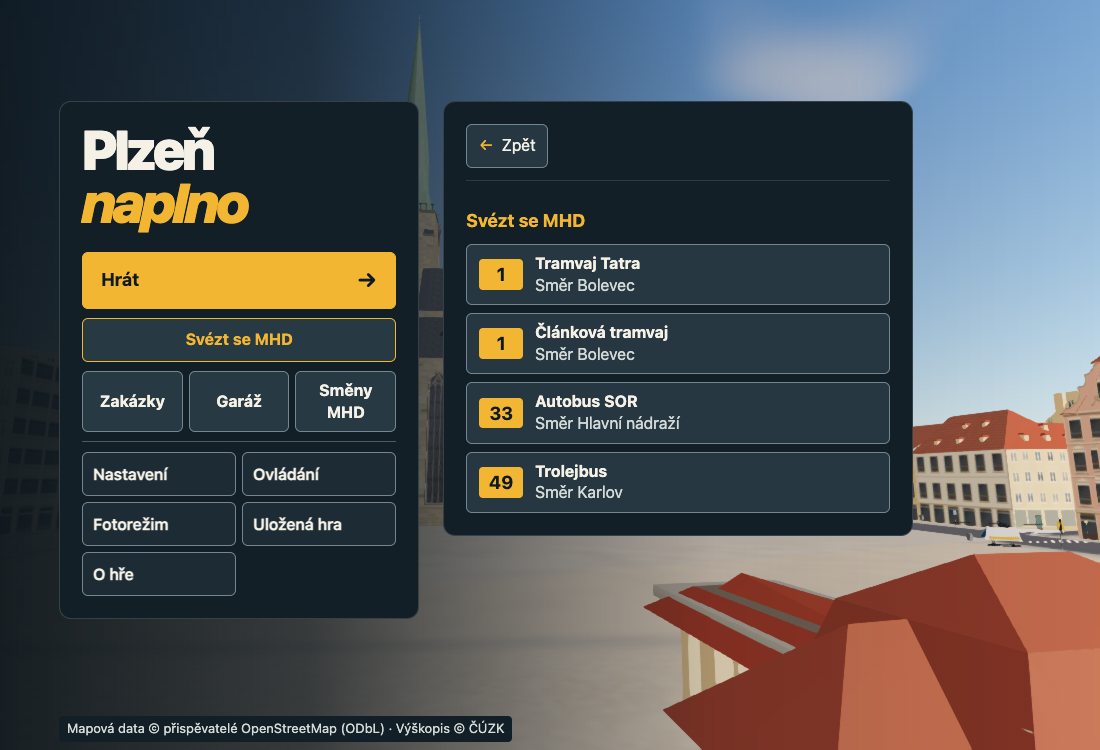 Plzeň
naplno
Hrát →
Svézt se MHD
Zakázky
Garáž
Směny
MHD
Nastavení
Ovládání
Fotorežim
Uložená hra
O hře
← Zpět
Svézt se MHD
1
Tramvaj Tatra
Směr Bolevec
1
Článková tramvaj
Směr Bolevec
33
Autobus SOR
Směr Hlavní nádraží
49
Trolejbus
Směr Karlov
Mapová data © přispěvatelé OpenStreetMap (ODbL) · Výškopis © ČÚZK